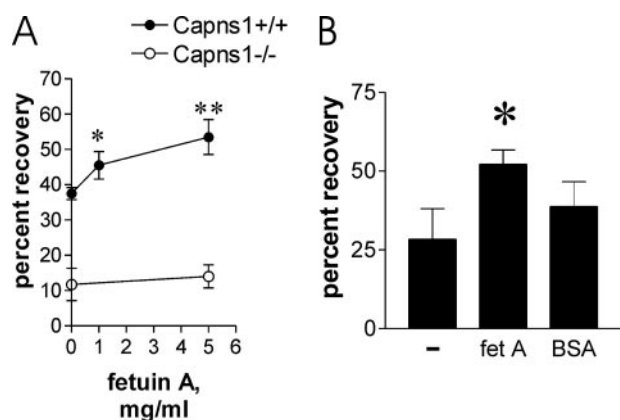 A
Capns1+/+
Capns1-/-
percent recovery
70
60
50
40
30
20
10
0
*
**
0 1 2 3 4 5 6
fetuin A,
mg/ml
B
percent recovery
75
50
25
0
*
– fet A BSA